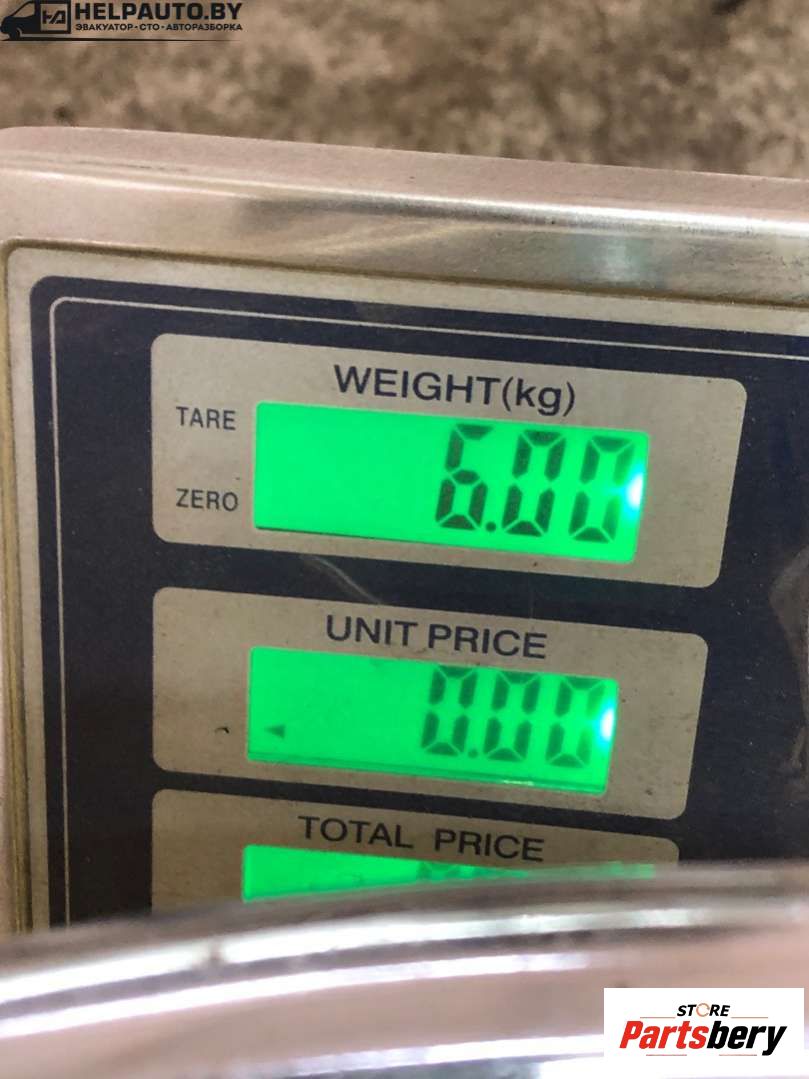 HELPAUTO.BY
ЭВАКУАТОР - СТО - АВТОРАЗБОРКА
WEIGHT(kg)
TARE
6.00
ZERO
UNIT PRICE
0.00
TOTAL PRICE
STORE
Partsbery